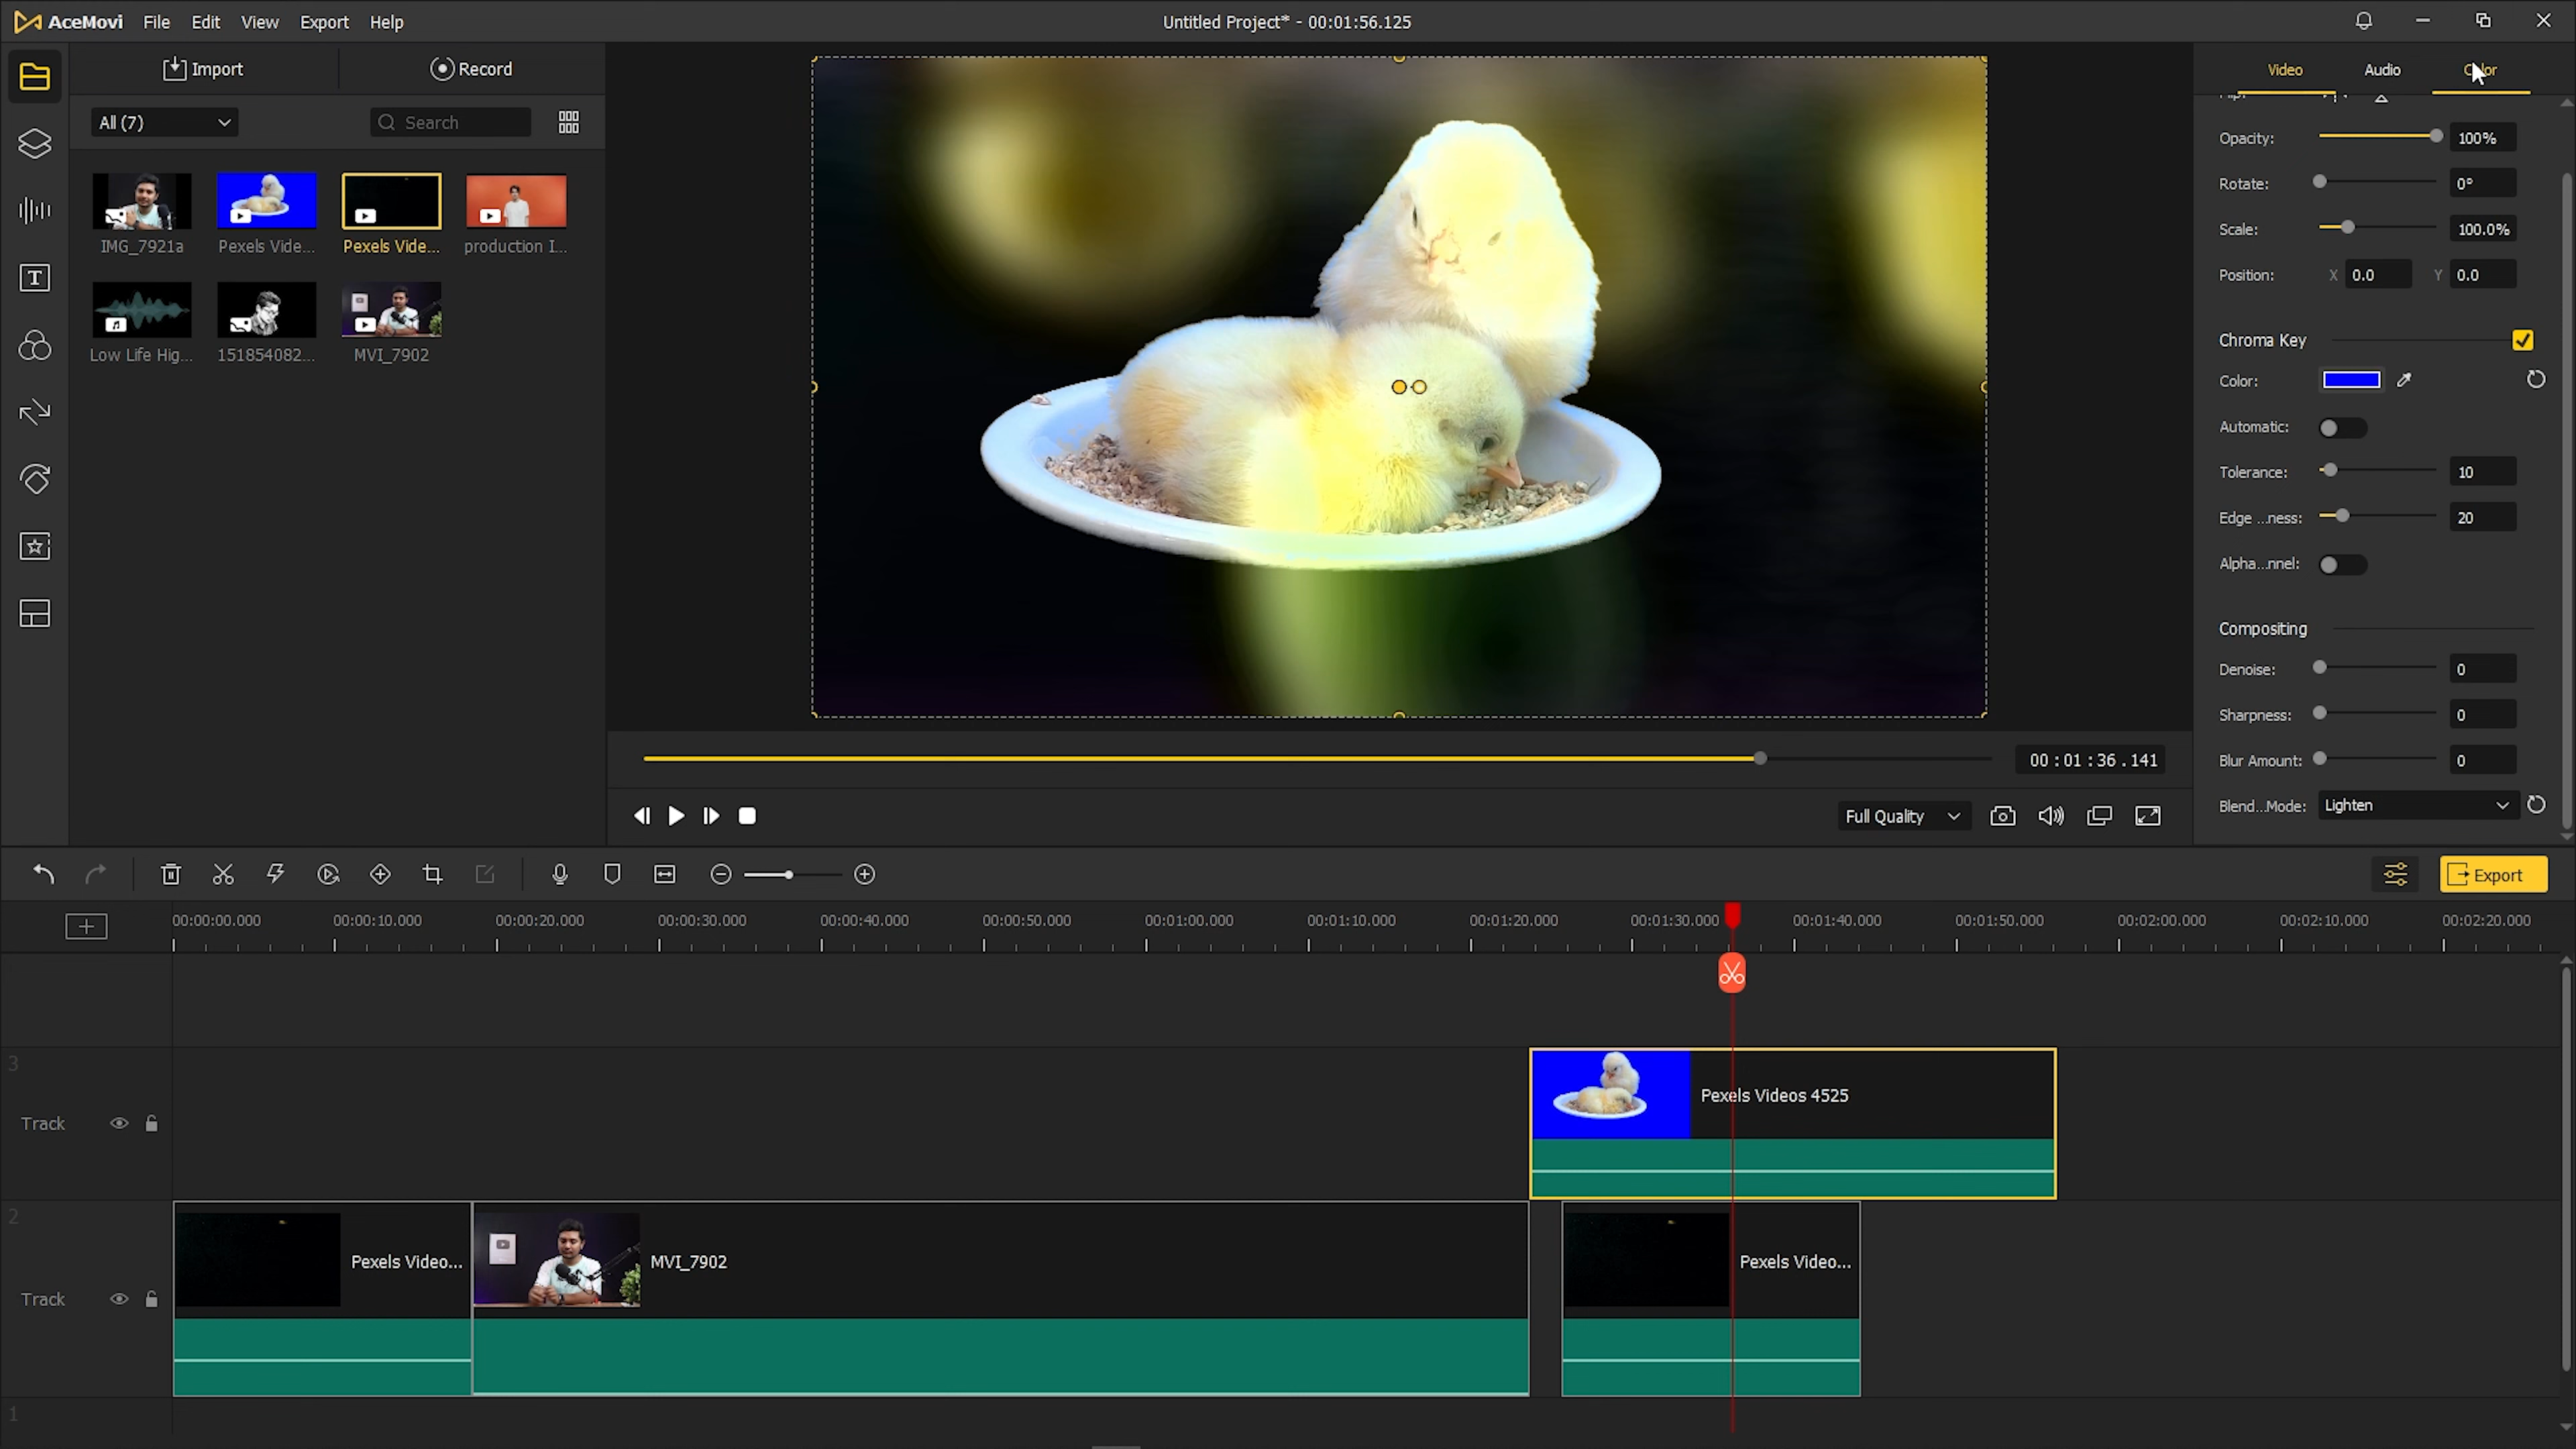 AceMovi File Edit View Export Help
Untitled Project* - 00:01:56.125
Import
Record
All (7)
Search
IMG_7921a
Pexels Vide...
Pexels Vide...
production I...
Low Life Hig...
151854082...
MVI_7902
00 : 01 : 36 . 141
Full Quality
Video Audio Color
Opacity: 100%
Rotate: 0°
Scale: 100.0%
Position: X 0.0 Y 0.0
Chroma Key
Color:
Automatic:
Tolerance: 10
Edge ...ness: 20
Alpha...nnel:
Compositing
Denoise: 0
Sharpness: 0
Blur Amount: 0
Blend...Mode: Lighten
Export
00:00:00.000 00:00:10.000 00:00:20.000 00:00:30.000 00:00:40.000 00:00:50.000 00:01:00.000 00:01:10.000 00:01:20.000 00:01:30.000 00:01:40.000 00:01:50.000 00:02:00.000 00:02:10.000 00:02:20.000
3
Track
Pexels Videos 4525
2
Track
Pexels Video...
MVI_7902
Pexels Video...
1